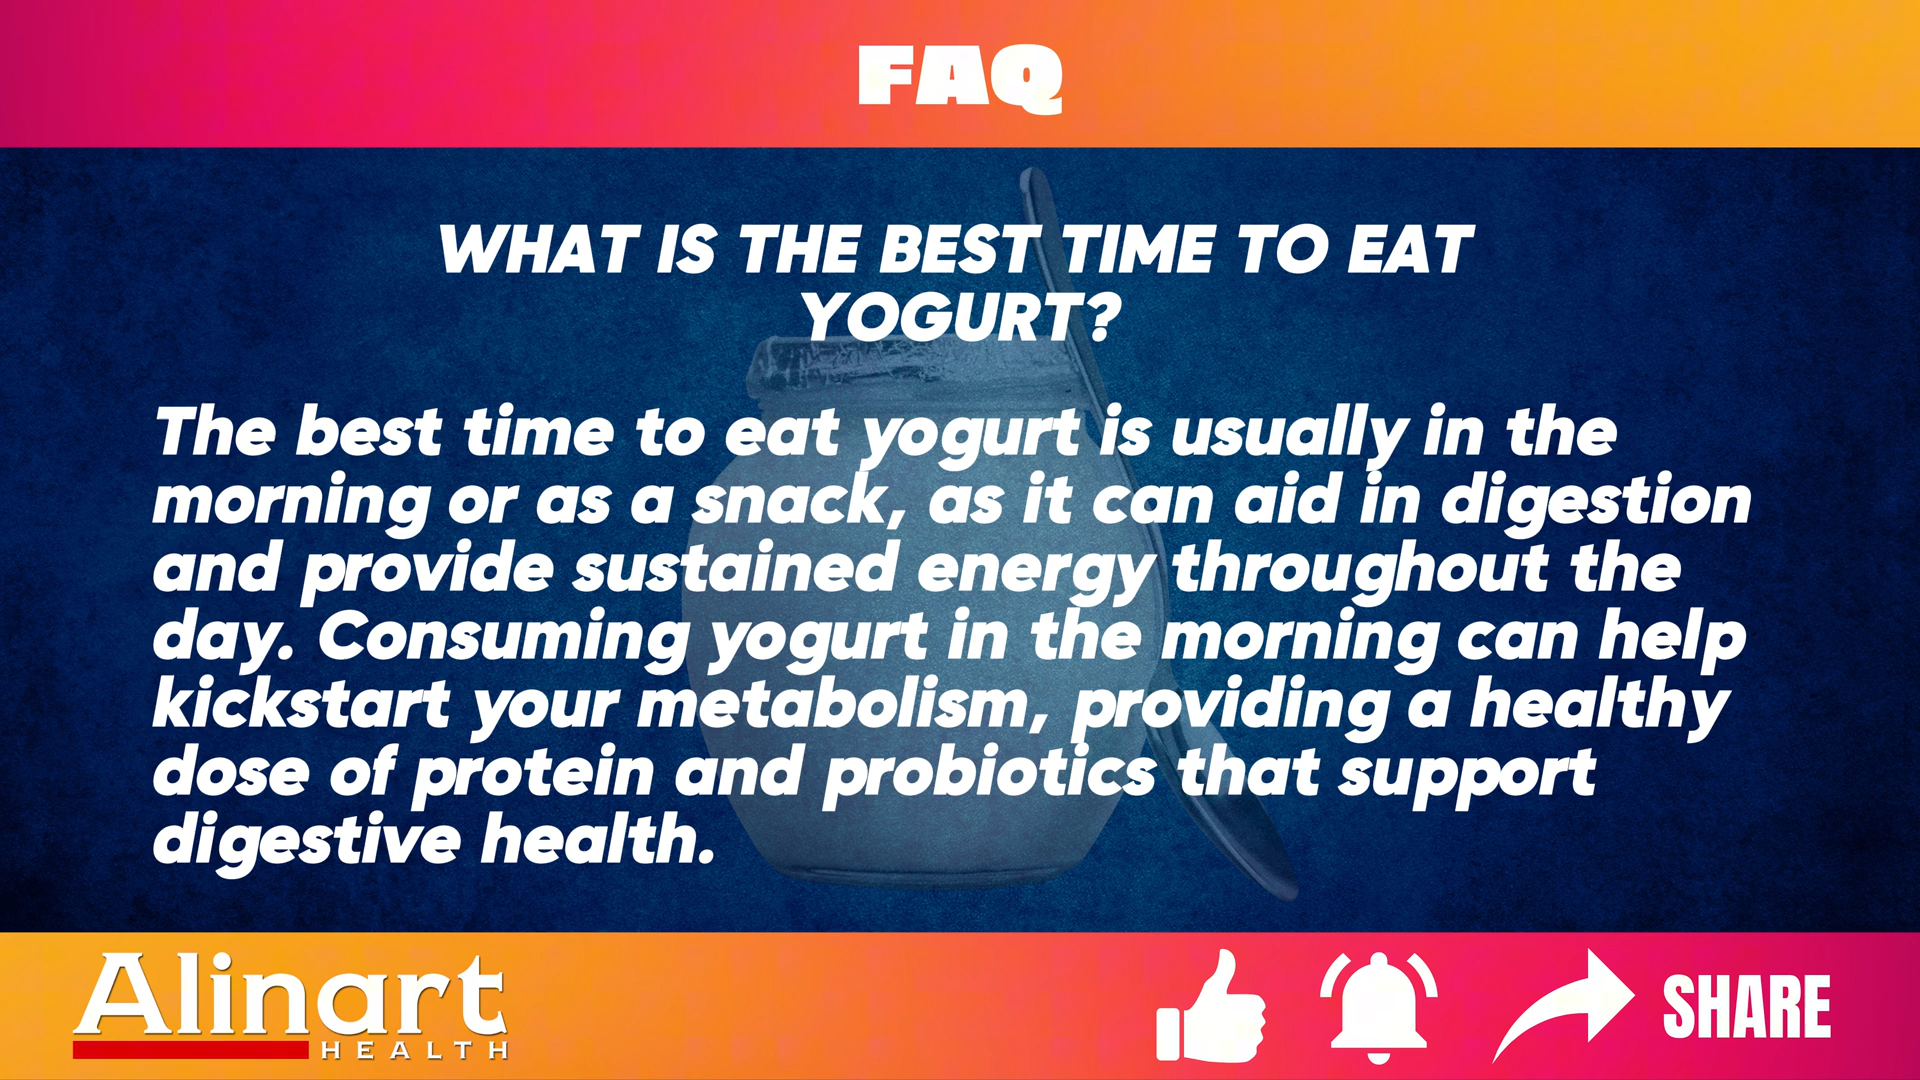 FAQ
WHAT IS THE BEST TIME TO EAT
YOGURT?
The best time to eat yogurt is usually in the
morning or as a snack, as it can aid in digestion
and provide sustained energy throughout the
day. Consuming yogurt in the morning can help
kickstart your metabolism, providing a healthy
dose of protein and probiotics that support
digestive health.
Alinart
HEALTH
SHARE